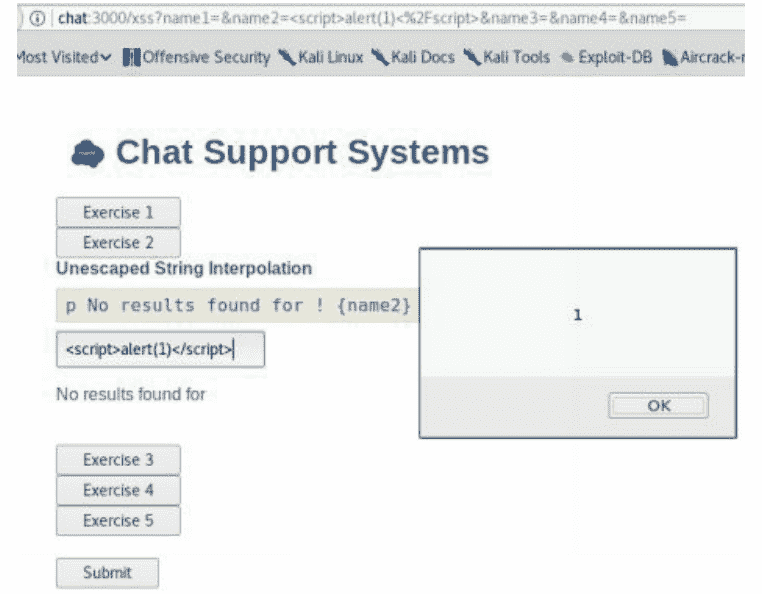 chat:3000/xss?name1=&name2=<script>alert(1)<%2Fscript>&name3=&name4=&name5=
Most Visited Offensive Security Kali Linux Kali Docs Kali Tools Exploit-DB
Chat Support Systems
Exercise 1
Exercise 2
Unescaped String Interpolation
p No results found for ! {name2}
<script>alert(1)</script>
No results found for
1
OK
Exercise 3
Exercise 4
Exercise 5
Submit